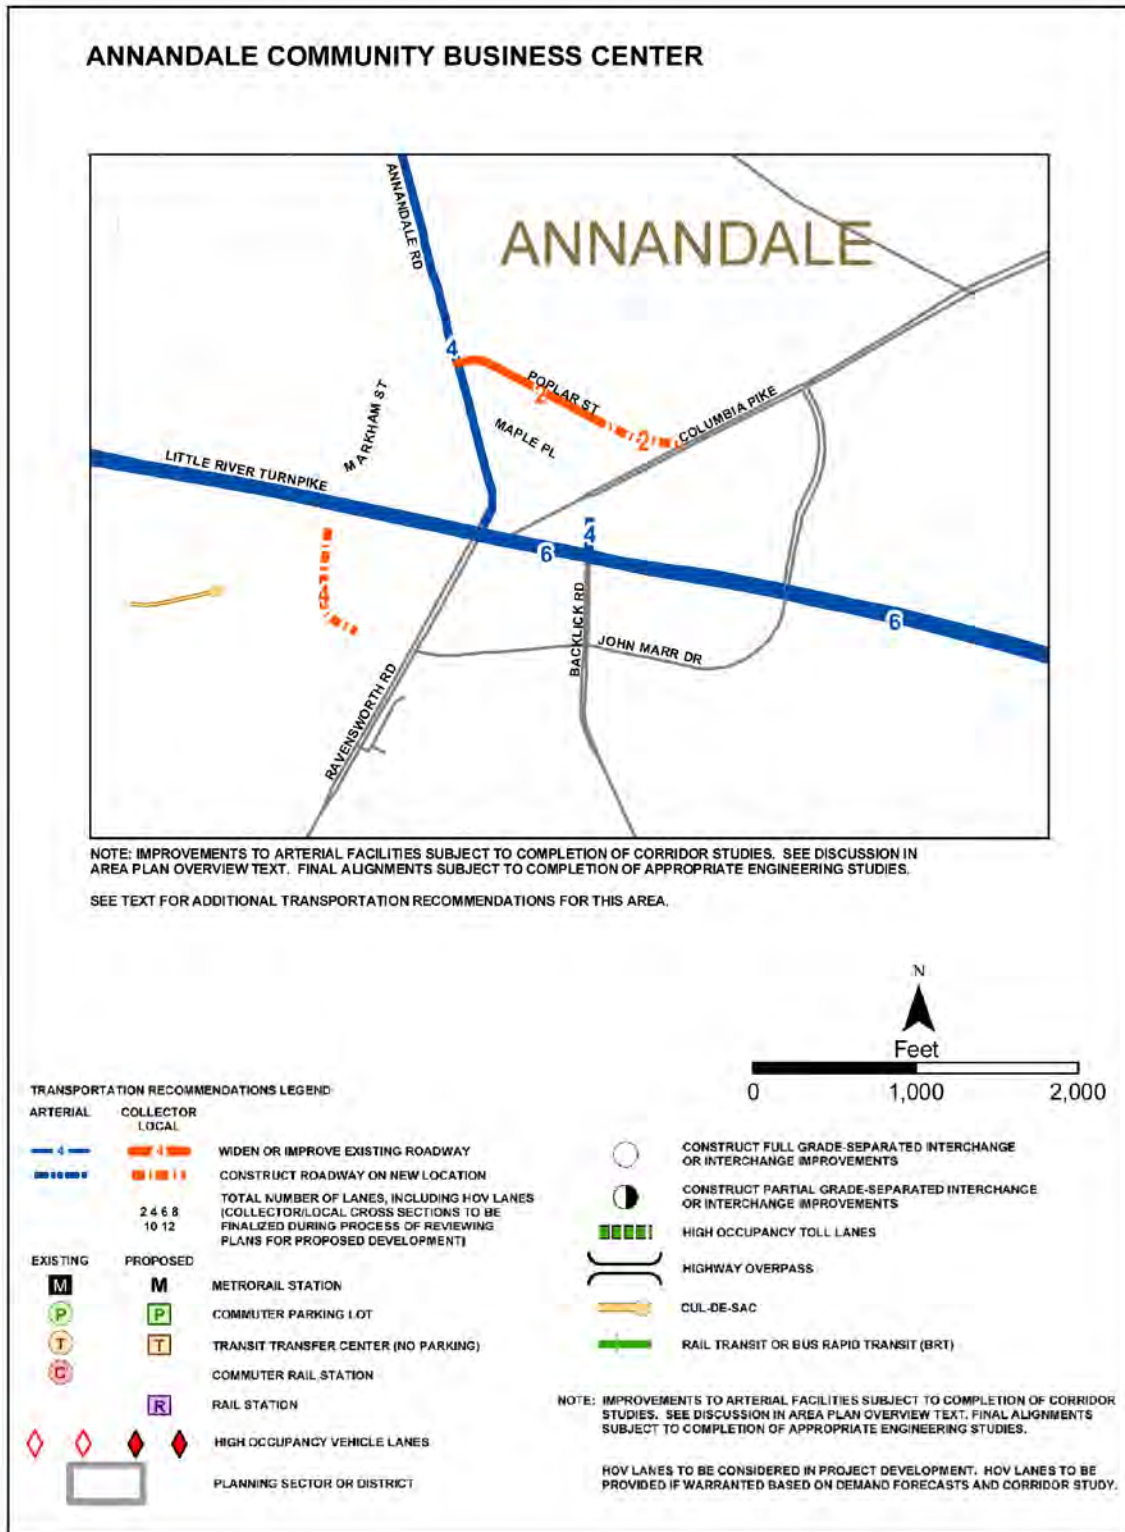 ANNANDALE COMMUNITY BUSINESS CENTER
ANNANDALE RD
ANNANDALE
4
POPLAR ST
2
MARKHAM ST
MAPLE PL
2
COLUMBIA PIKE
LITTLE RIVER TURNPIKE
4
6
4
BACKLICK RD
JOHN MARR DR
6
RAVENSWORTH RD
NOTE: IMPROVEMENTS TO ARTERIAL FACILITIES SUBJECT TO COMPLETION OF CORRIDOR STUDIES. SEE DISCUSSION IN
AREA PLAN OVERVIEW TEXT. FINAL ALIGNMENTS SUBJECT TO COMPLETION OF APPROPRIATE ENGINEERING STUDIES.
SEE TEXT FOR ADDITIONAL TRANSPORTATION RECOMMENDATIONS FOR THIS AREA.
N
Feet
0 1,000 2,000
TRANSPORTATION RECOMMENDATIONS LEGEND
ARTERIAL COLLECTOR
LOCAL
4 4 WIDEN OR IMPROVE EXISTING ROADWAY
CONSTRUCT ROADWAY ON NEW LOCATION
2 4 6 8
10 12
TOTAL NUMBER OF LANES, INCLUDING HOV LANES
(COLLECTOR/LOCAL CROSS SECTIONS TO BE
FINALIZED DURING PROCESS OF REVIEWING
PLANS FOR PROPOSED DEVELOPMENT)
EXISTING PROPOSED
M M METRORAIL STATION
P P COMMUTER PARKING LOT
T T TRANSIT TRANSFER CENTER (NO PARKING)
C COMMUTER RAIL STATION
R RAIL STATION
HIGH OCCUPANCY VEHICLE LANES
PLANNING SECTOR OR DISTRICT
CONSTRUCT FULL GRADE-SEPARATED INTERCHANGE
OR INTERCHANGE IMPROVEMENTS
CONSTRUCT PARTIAL GRADE-SEPARATED INTERCHANGE
OR INTERCHANGE IMPROVEMENTS
HIGH OCCUPANCY TOLL LANES
HIGHWAY OVERPASS
CUL-DE-SAC
RAIL TRANSIT OR BUS RAPID TRANSIT (BRT)
NOTE: IMPROVEMENTS TO ARTERIAL FACILITIES SUBJECT TO COMPLETION OF CORRIDOR
STUDIES. SEE DISCUSSION IN AREA PLAN OVERVIEW TEXT. FINAL ALIGNMENTS
SUBJECT TO COMPLETION OF APPROPRIATE ENGINEERING STUDIES.
HOV LANES TO BE CONSIDERED IN PROJECT DEVELOPMENT. HOV LANES TO BE
PROVIDED IF WARRANTED BASED ON DEMAND FORECASTS AND CORRIDOR STUDY.